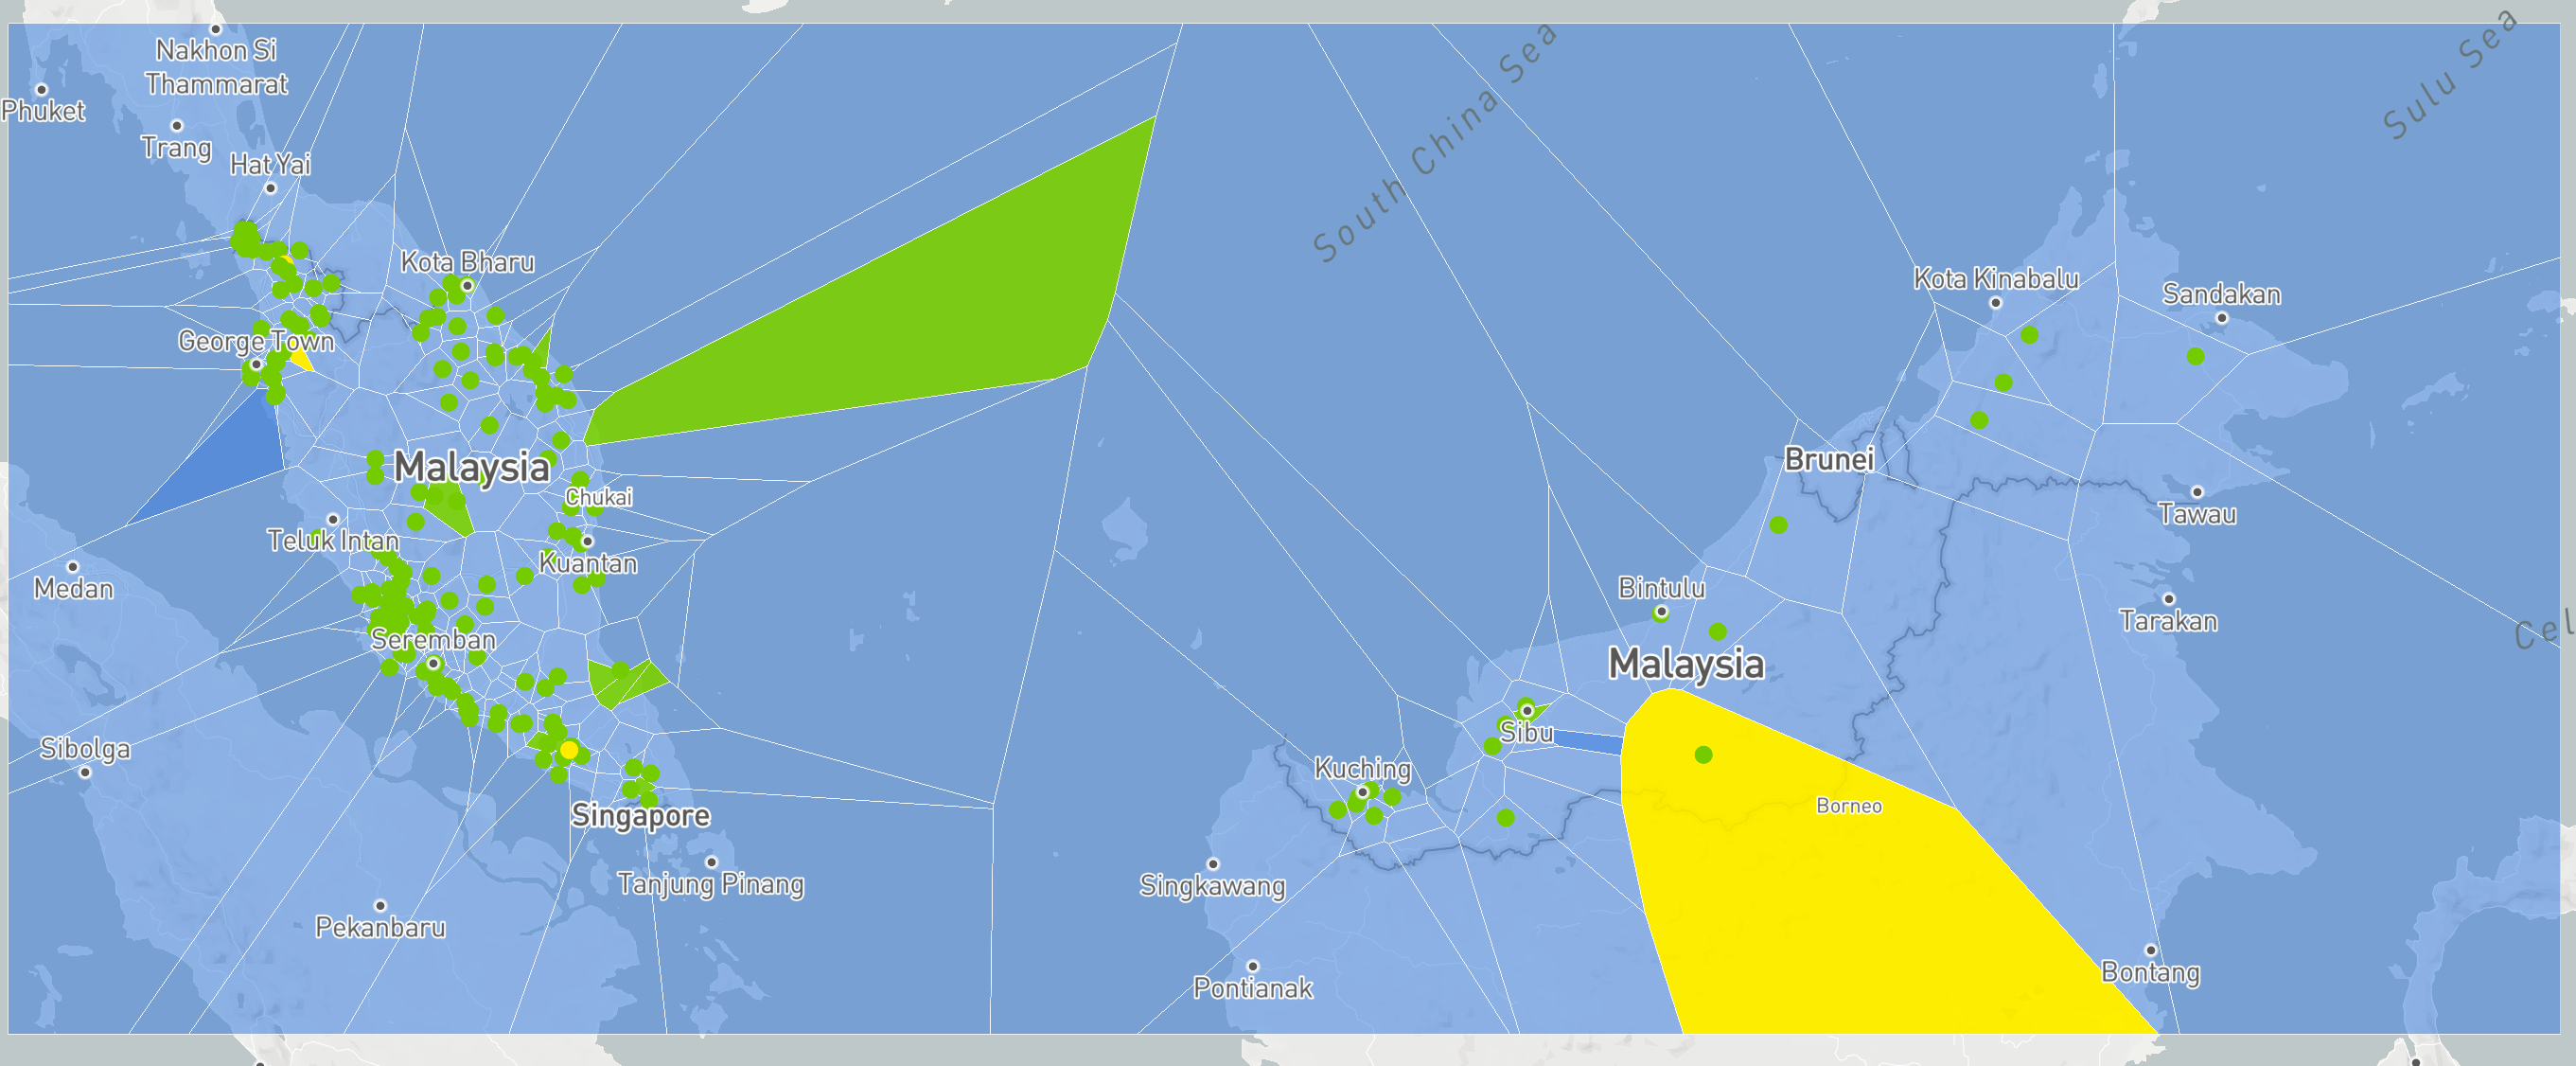 Nakhon Si
Thammarat
Phuket
Trang
Hat Yai
South China Sea
Sulu Sea
Kota Bharu
Kota Kinabalu
Sandakan
George Town
Malaysia
Brunei
Chukai
Tawau
Teluk Intan
Kuantan
Medan
Bintulu
Tarakan
Cel
Seremban
Malaysia
Sibu
Sibolga
Kuching
Borneo
Singapore
Tanjung Pinang
Singkawang
Pekanbaru
Bontang
Pontianak